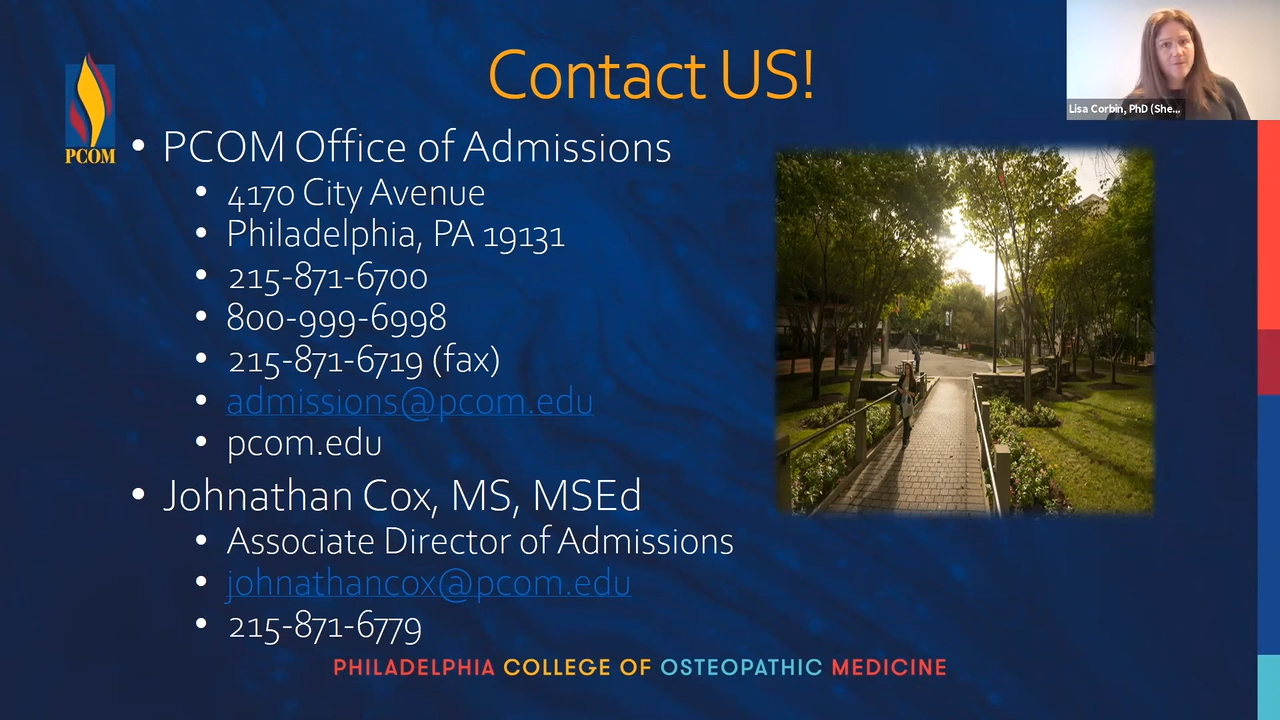 Contact US!
Lisa Corbin, PhD (She...
PCOM
• PCOM Office of Admissions
• 4170 City Avenue
• Philadelphia, PA 19131
• 215-871-6700
• 800-999-6998
• 215-871-6719 (fax)
• admissions@pcom.edu
• pcom.edu
• Johnathan Cox, MS, MSEd
• Associate Director of Admissions
• johnathancox@pcom.edu
• 215-871-6779
PHILADELPHIA COLLEGE OF OSTEOPATHIC MEDICINE